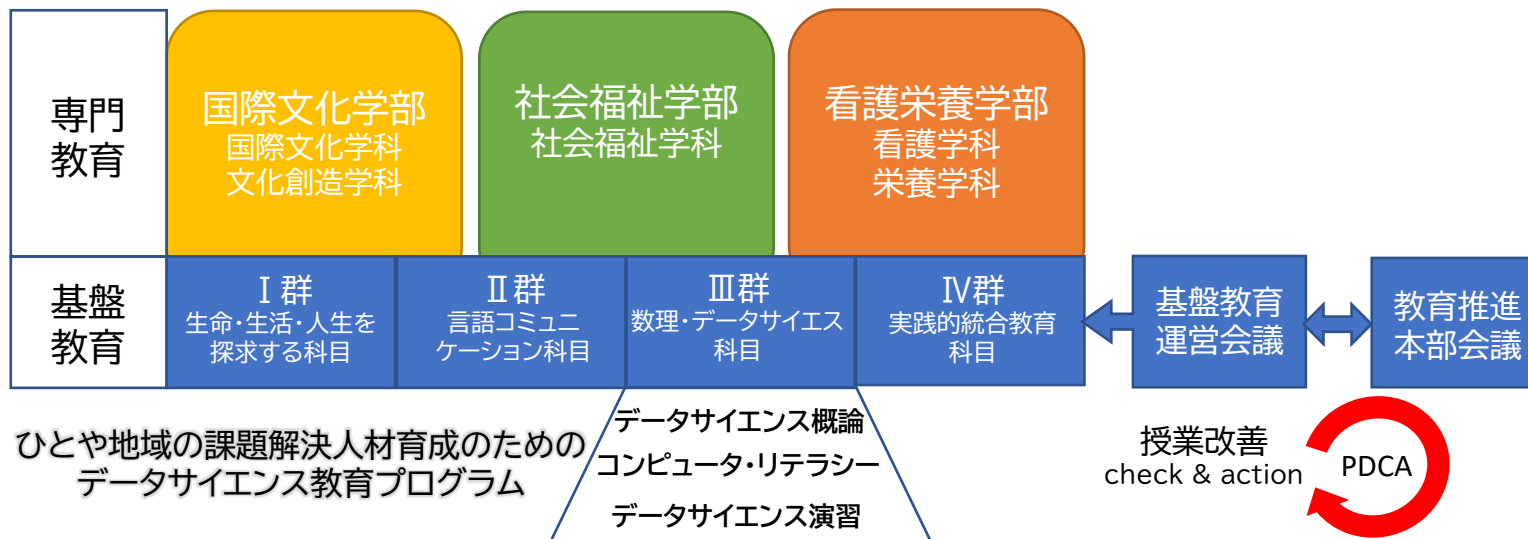 専門
教育
国際文化学部
国際文化学科
文化創造学科
社会福祉学部
社会福祉学科
看護栄養学部
看護学科
栄養学科
基盤
教育
Ⅰ群
生命・生活・人生を
探求する科目
Ⅱ群
言語コミュニ
ケーション科目
Ⅲ群
数理・データサイエス
科目
Ⅳ群
実践的統合教育
科目
基盤教育
運営会議
教育推進
本部会議
ひとや地域の課題解決人材育成のための
データサイエンス教育プログラム
データサイエンス概論
コンピュータ・リテラシー
データサイエンス演習
授業改善
check & action
PDCA